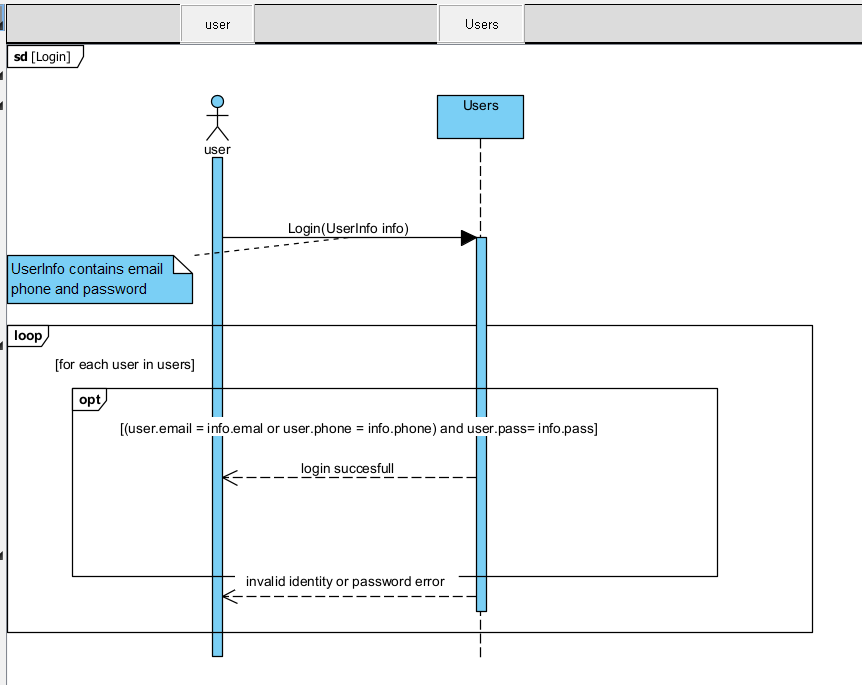 user
Users
sd [Login]
Users
user
Login(UserInfo info)
UserInfo contains email
phone and password
loop
[for each user in users]
opt
[(user.email = info.emal or user.phone = info.phone) and user.pass= info.pass]
login succesfull
invalid identity or password error